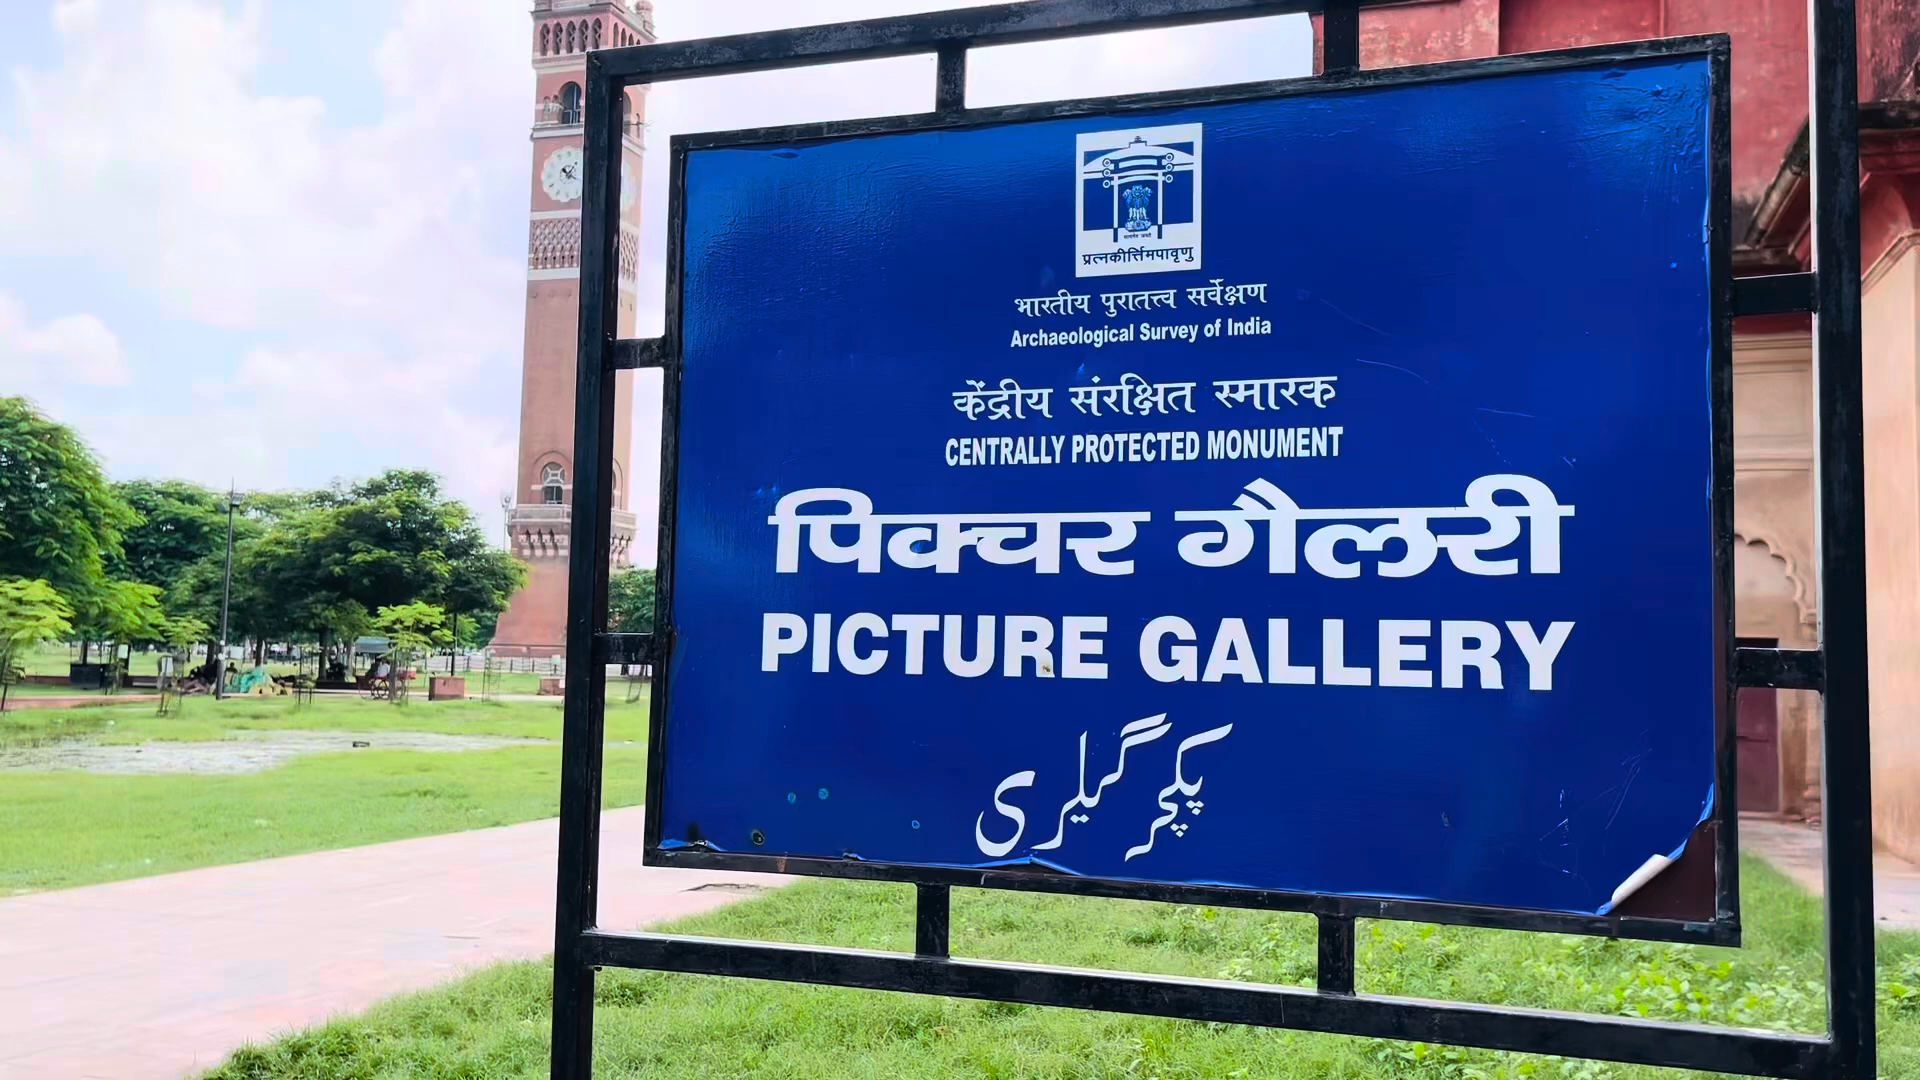 प्रत्नकीर्त्तिमपावृणु
भारतीय पुरातत्त्व सर्वेक्षण
Archaeological Survey of India
केंद्रीय संरक्षित स्मारक
CENTRALLY PROTECTED MONUMENT
पिक्चर गैलरी
PICTURE GALLERY
پکچر گیلری